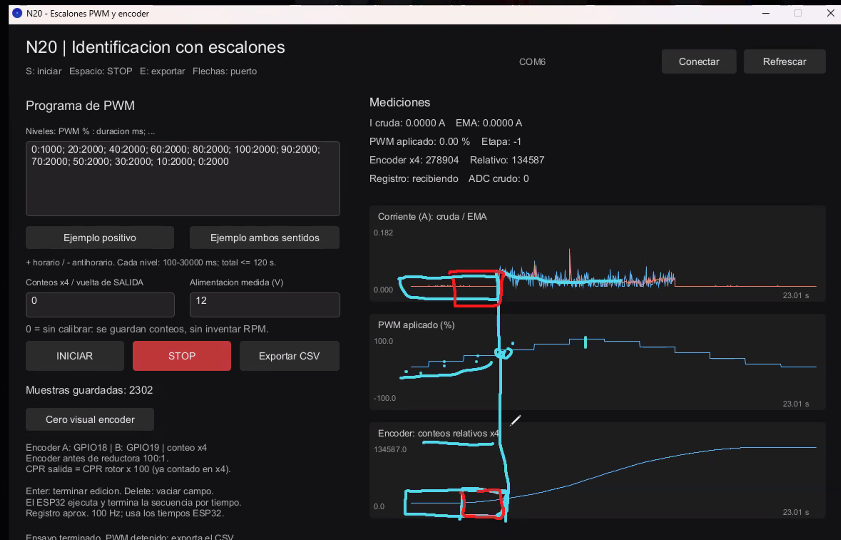 N20 - Escalones PWM y encoder
N20 | Identificacion con escalones
S: iniciar   Espacio: STOP   E: exportar   Flechas: puerto
COM6
Conectar
Refrescar
Programa de PWM
Niveles: PWM % : duracion ms; ...
0:1000; 20:2000; 40:2000; 60:2000; 80:2000; 100:2000; 90:2000;
70:2000; 50:2000; 30:2000; 10:2000; 0:2000
Ejemplo positivo
Ejemplo ambos sentidos
+ horario / - antihorario. Cada nivel: 100-30000 ms; total <= 120 s.
Conteos x4 / vuelta de SALIDA
Alimentacion medida (V)
0
12
0 = sin calibrar: se guardan conteos, sin inventar RPM.
INICIAR
STOP
Exportar CSV
Muestras guardadas: 2302
Cero visual encoder
Encoder A: GPIO18 | B: GPIO19 | conteo x4
Encoder antes de reductora 100:1.
CPR salida = CPR rotor x 100 (ya contado en x4).
Enter: terminar edicion. Delete: vaciar campo.
El ESP32 ejecuta y termina la secuencia por tiempo.
Registro aprox. 100 Hz; usa los tiempos ESP32.
Ensayo terminado. PWM detenido: exporta el CSV
Mediciones
I cruda: 0.0000 A   EMA: 0.0000 A
PWM aplicado: 0.00 %   Etapa: -1
Encoder x4: 278904   Relativo: 134587
Registro: recibiendo   ADC crudo: 0
Corriente (A): cruda / EMA
0.182
0.000
23.01 s
PWM aplicado (%)
100.0
-100.0
23.01 s
Encoder: conteos relativos x4
134587.0
0.0
23.01 s